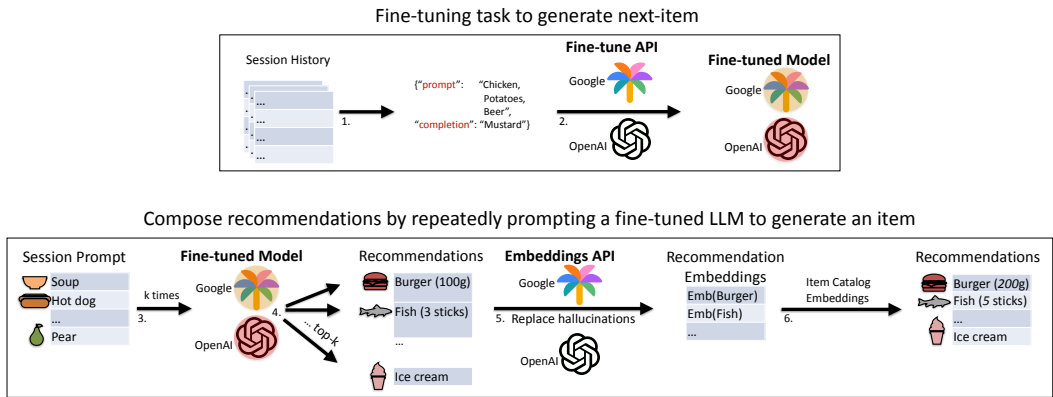 Fine-tuning task to generate next-item
Session History
...
...
...
...
1.
{"prompt": "Chicken,
Potatoes,
Beer",
"completion": "Mustard"}
Fine-tune API
Google
2.
OpenAI
Fine-tuned Model
Google
OpenAI
Compose recommendations by repeatedly prompting a fine-tuned LLM to generate an item
Session Prompt
Soup
Hot dog
...
Pear
k times
3.
Fine-tuned Model
Google
OpenAI
4.
... top-k
Recommendations
Burger (100g)
Fish (3 sticks)
...
Ice cream
Embeddings API
Google
5. Replace hallucinations
OpenAI
Recommendation
Embeddings
Emb(Burger)
Emb(Fish)
...
Item Catalog
Embeddings
6.
Recommendations
Burger (200g)
Fish (5 sticks)
...
Ice cream